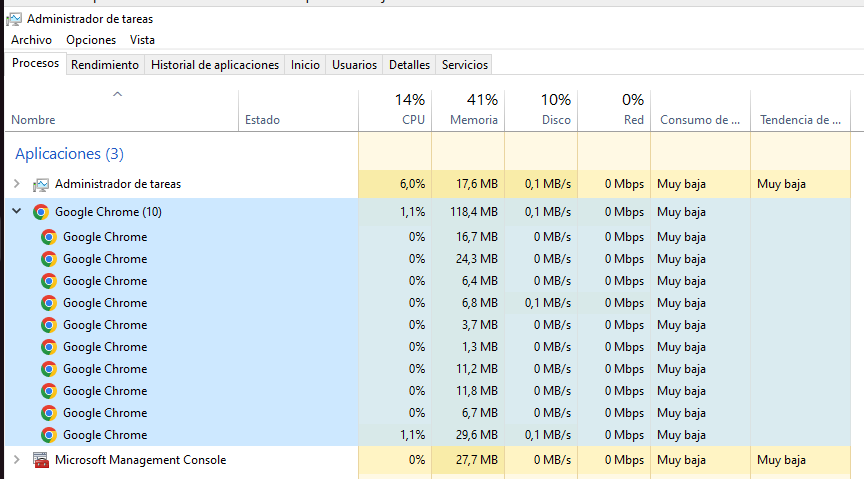 Administrador de tareas
Archivo Opciones Vista
Procesos Rendimiento Historial de aplicaciones Inicio Usuarios Detalles Servicios
14% 41% 10% 0%
Nombre Estado CPU Memoria Disco Red Consumo de ... Tendencia de ...
Aplicaciones (3)
Administrador de tareas 6,0% 17,6 MB 0,1 MB/s 0 Mbps Muy baja Muy baja
Google Chrome (10) 1,1% 118,4 MB 0,1 MB/s 0 Mbps Muy baja
Google Chrome 0% 16,7 MB 0 MB/s 0 Mbps Muy baja
Google Chrome 0% 24,3 MB 0 MB/s 0 Mbps Muy baja
Google Chrome 0% 6,4 MB 0 MB/s 0 Mbps Muy baja
Google Chrome 0% 6,8 MB 0,1 MB/s 0 Mbps Muy baja
Google Chrome 0% 3,7 MB 0 MB/s 0 Mbps Muy baja
Google Chrome 0% 1,3 MB 0 MB/s 0 Mbps Muy baja
Google Chrome 0% 11,2 MB 0 MB/s 0 Mbps Muy baja
Google Chrome 0% 11,8 MB 0 MB/s 0 Mbps Muy baja
Google Chrome 0% 6,7 MB 0 MB/s 0 Mbps Muy baja
Google Chrome 1,1% 29,6 MB 0,1 MB/s 0 Mbps Muy baja
Microsoft Management Console 0% 27,7 MB 0 MB/s 0 Mbps Muy baja Muy baja